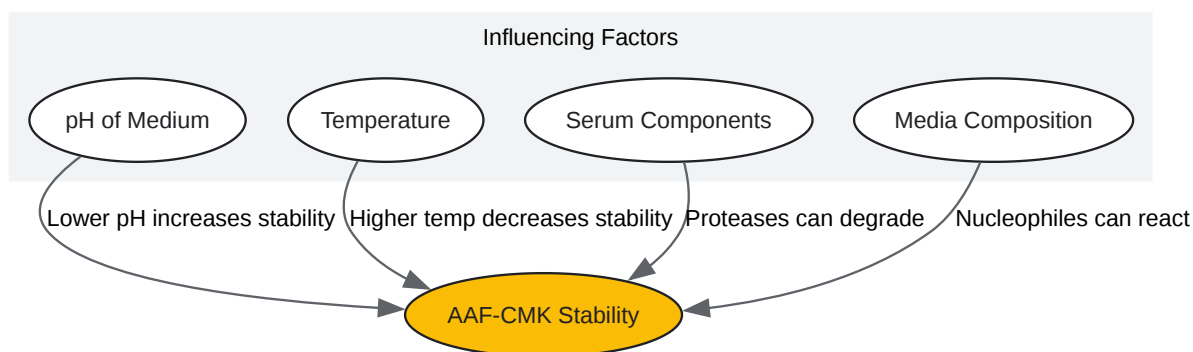 Influencing Factors
pH of Medium
Temperature
Serum Components
Media Composition
Lower pH increases stability
Higher temp decreases stability
Proteases can degrade
Nucleophiles can react
AAF-CMK Stability